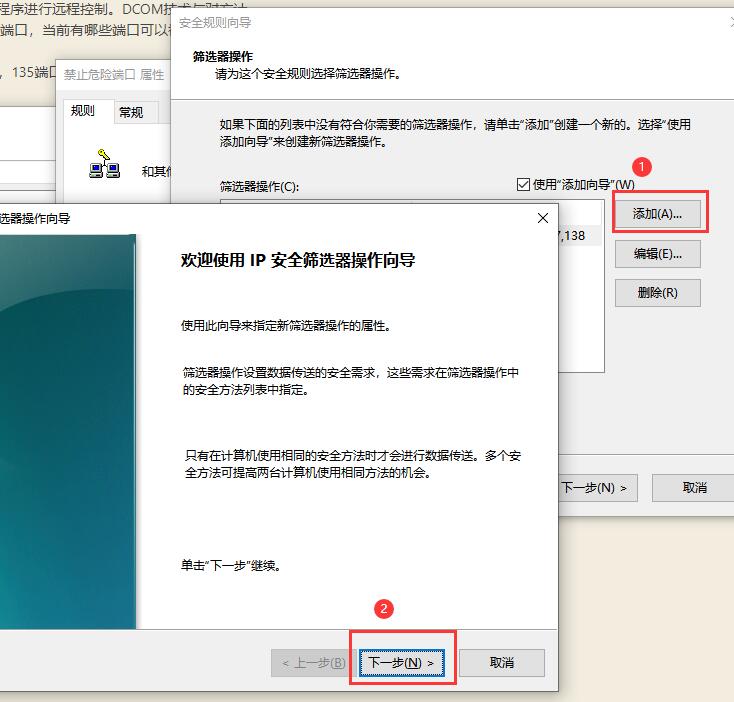 程序进行远程控制。DCOM技术与对方计
端口，当前有哪些端口可以
，135端口
安全规则向导
筛选器操作
请为这个安全规则选择筛选器操作。
禁止危险端口 属性
规则
常规
和其
如果下面的列表中没有符合你需要的筛选器操作，请单击“添加”创建一个新的。选择“使用
添加向导”来创建新筛选器操作。
1
筛选器操作(C):
使用“添加向导”(W)
添加(A)...
7,138
编辑(E)...
删除(R)
下一步(N) >
取消
选器操作向导
欢迎使用 IP 安全筛选器操作向导
使用此向导来指定新筛选器操作的属性。
筛选器操作设置数据传送的安全需求，这些需求在筛选器操作中
的安全方法列表中指定。
只有在计算机使用相同的安全方法时才会进行数据传送。多个安
全方法可提高两台计算机使用相同方法的机会。
单击“下一步”继续。
2
< 上一步(B)
下一步(N) >
取消